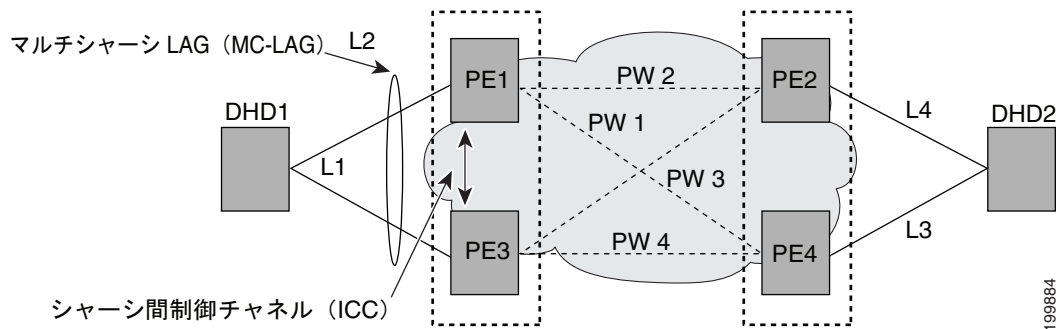 マルチシャーシ LAG（MC-LAG）
L2
DHD1
L1
PE1
PW 2
PE2
L4
DHD2
PW 1
PW 3
PE3
PW 4
PE4
L3
シャーシ間制御チャネル（ICC）
199884